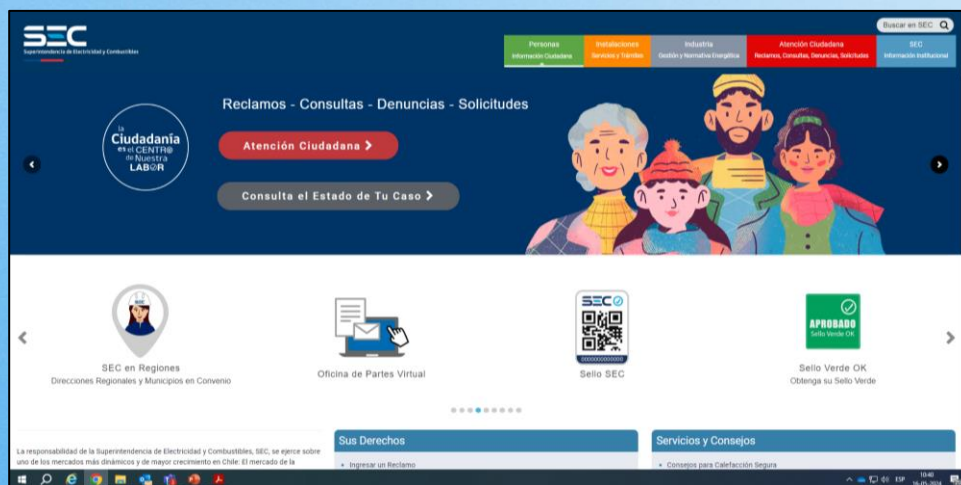 SEC
Superintendencia de Electricidad y Combustibles
Buscar en SEC
Personas
Información Ciudadana
Instalaciones
Servicios y Trámites
Industria
Gestión y Normativa Energética
Atención Ciudadana
Reclamos, Consultas, Denuncias, Solicitudes
SEC
Información Institucional
la
Ciudadanía
es el CENTRO
de Nuestra
LABOR
Reclamos - Consultas - Denuncias - Solicitudes
Atención Ciudadana
Consulta el Estado de Tu Caso
SEC en Regiones
Direcciones Regionales y Municipios en Convenio
Oficina de Partes Virtual
SEC
Sello SEC
APROBADO
Sello Verde OK
Sello Verde OK
Obtenga su Sello Verde
La responsabilidad de la Superintendencia de Electricidad y Combustibles, SEC, se ejerce sobre
uno de los mercados más dinámicos y de mayor crecimiento en Chile: El mercado de la
Sus Derechos
Ingresar un Reclamo
Servicios y Consejos
Consejos para Calefacción Segura
ESP
10:40
16-05-2024